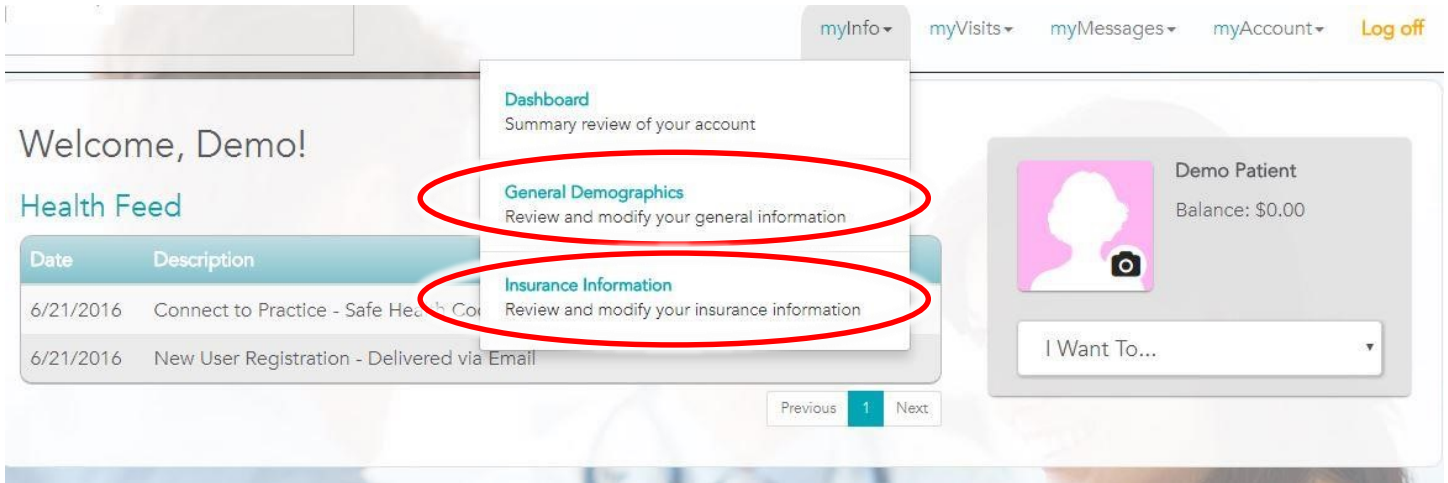 myInfo
myVisits
myMessages
myAccount
Log off
Dashboard
Summary review of your account
General Demographics
Review and modify your general information
Insurance Information
Review and modify your insurance information
Welcome, Demo!
Health Feed
Date Description
6/21/2016 Connect to Practice - Safe Health
6/21/2016 New User Registration - Delivered via Email
Previous 1 Next
Demo Patient
Balance: $0.00
I Want To...